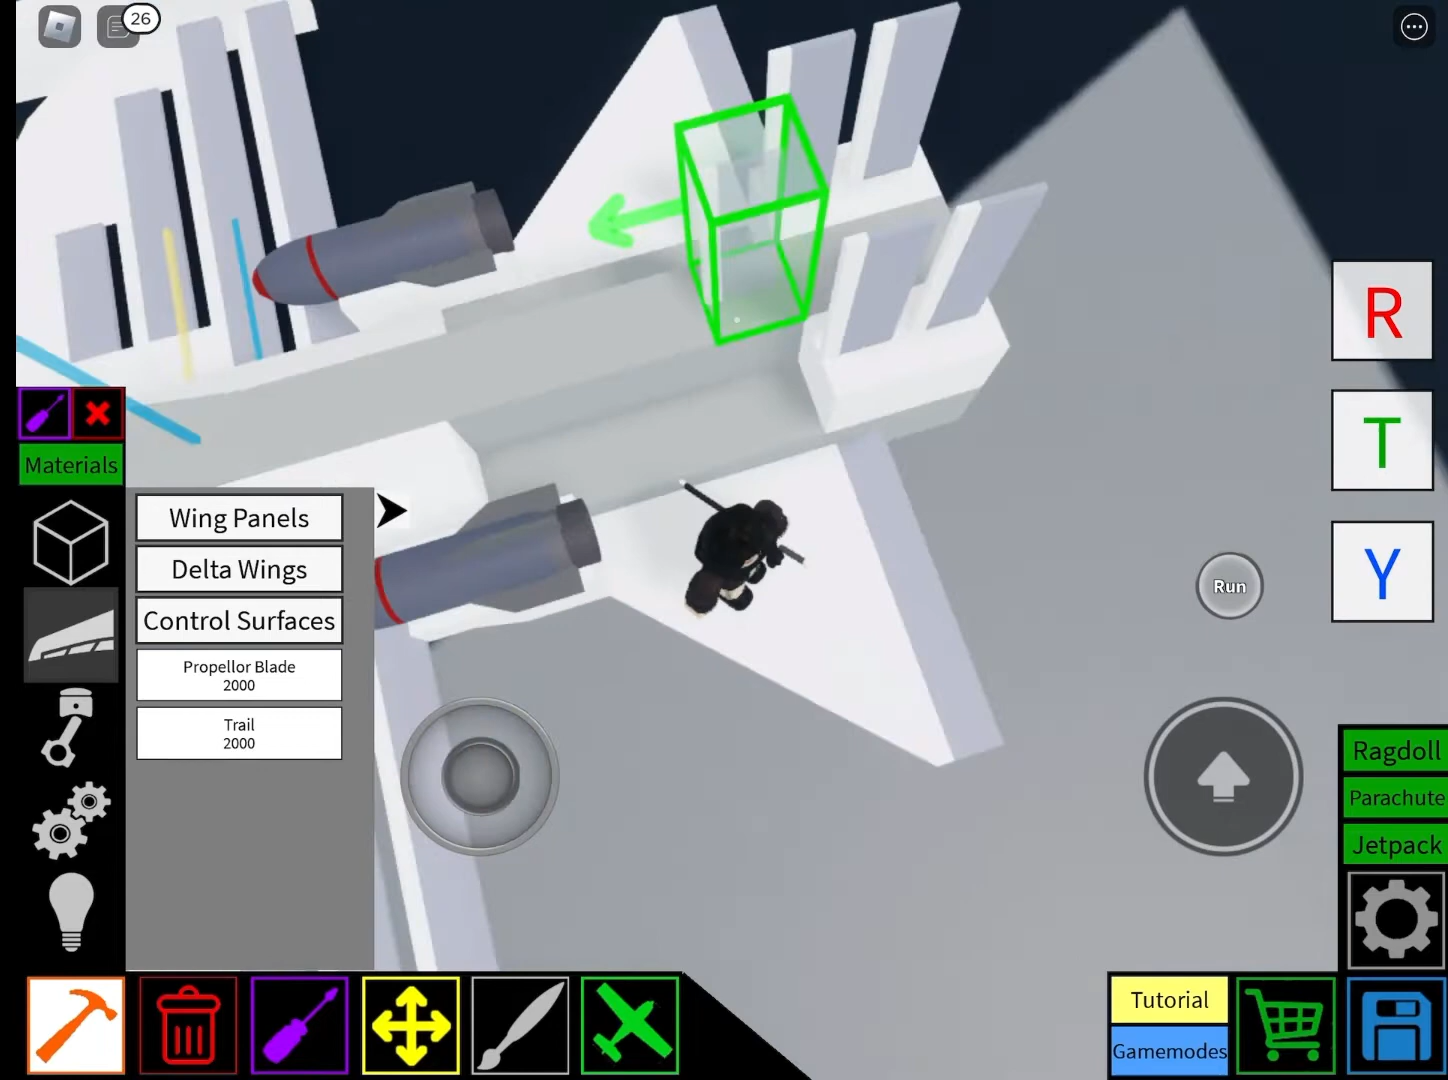 26
Materials
Wing Panels
Delta Wings
Control Surfaces
Propellor Blade
2000
Trail
2000
R
T
Y
Run
Ragdoll
Parachute
Jetpack
Tutorial
Gamemodes